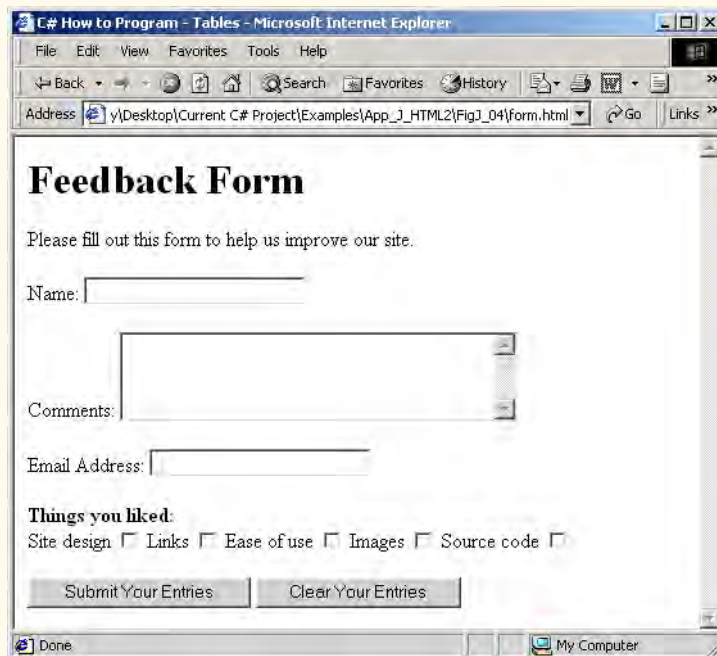 C# How to Program - Tables - Microsoft Internet Explorer
File Edit View Favorites Tools Help
Back Search Favorites History »
Address y\Desktop\Current C# Project\Examples\App_J_HTML2\FigJ_04\form.html Go Links »
Feedback Form
Please fill out this form to help us improve our site.
Name:
Comments:
Email Address:
Things you liked:
Site design Links Ease of use Images Source code
Submit Your Entries Clear Your Entries
Done My Computer